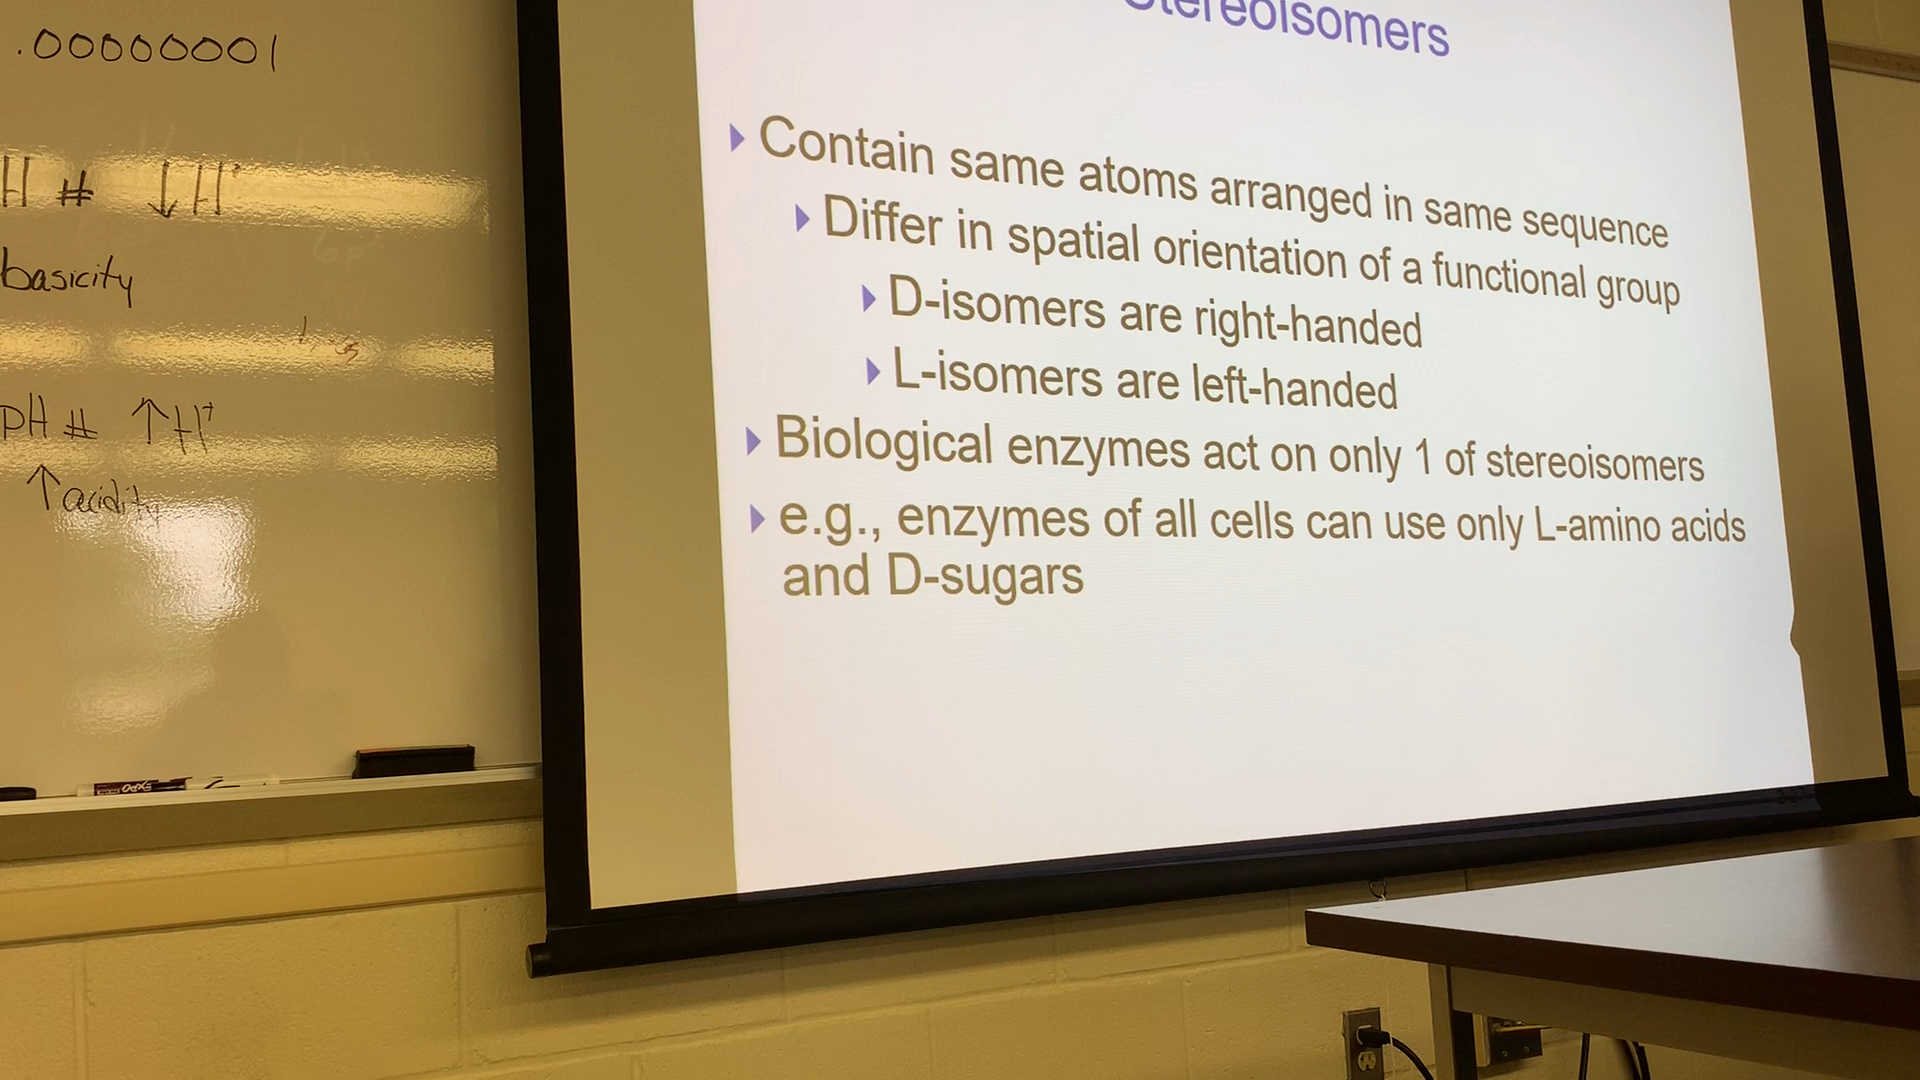 .00000001
H # ↓H+
basicity
pH # ↑H+
↑acidity
Stereoisomers
Contain same atoms arranged in same sequence
Differ in spatial orientation of a functional group
D-isomers are right-handed
L-isomers are left-handed
Biological enzymes act on only 1 of stereoisomers
e.g., enzymes of all cells can use only L-amino acids
and D-sugars